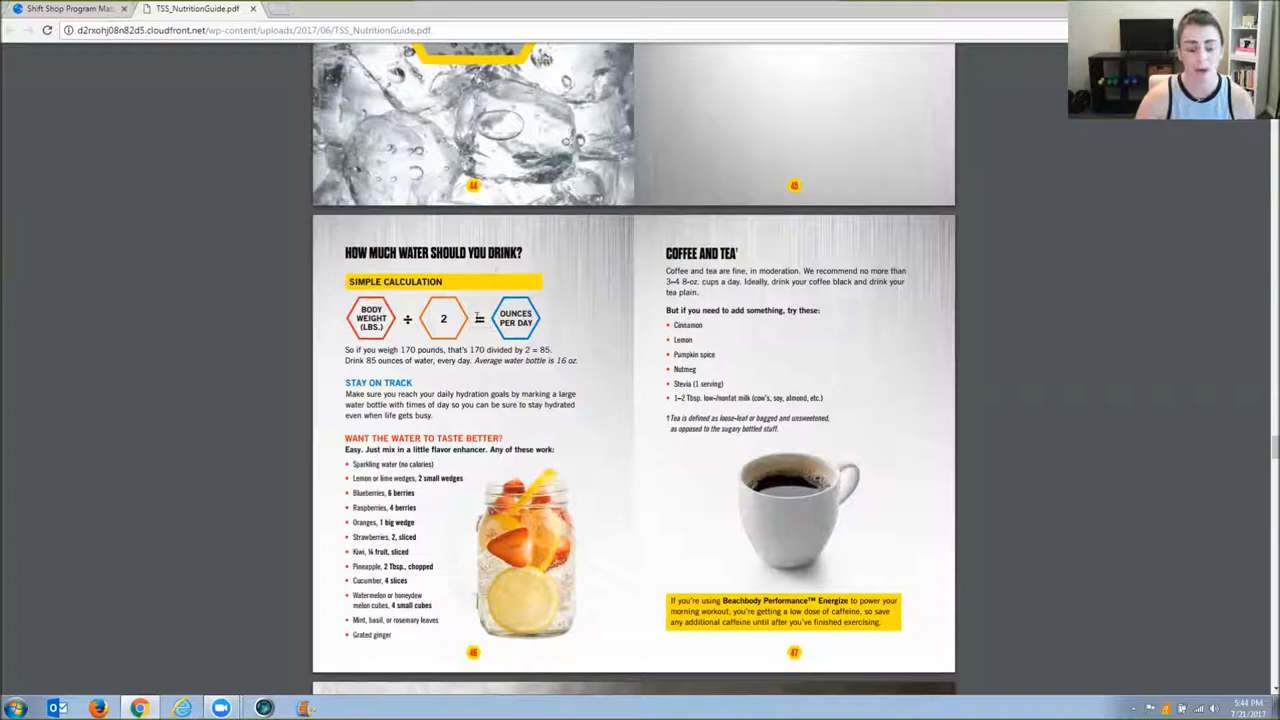 Shift Shop Program Mat
TSS_NutritionGuide.pdf
d2rxohj08n82d5.cloudfront.net/wp-content/uploads/2017/06/TSS_NutritionGuide.pdf
44
45
HOW MUCH WATER SHOULD YOU DRINK?
SIMPLE CALCULATION
BODY
WEIGHT
(LBS.)
÷
2
=
OUNCES
PER DAY
So if you weigh 170 pounds, that's 170 divided by 2 = 85.
Drink 85 ounces of water, every day. Average water bottle is 16 oz.
STAY ON TRACK
Make sure you reach your daily hydration goals by marking a large
water bottle with times of day so you can be sure to stay hydrated
even when life gets busy.
WANT THE WATER TO TASTE BETTER?
Easy. Just mix in a little flavor enhancer. Any of these work:
• Sparkling water (no calories)
• Lemon or lime wedges, 2 small wedges
• Blueberries, 6 berries
• Raspberries, 4 berries
• Oranges, 1 big wedge
• Strawberries, 2, sliced
• Kiwi, ¼ fruit, sliced
• Pineapple, 2 Tbsp., chopped
• Cucumber, 4 slices
• Watermelon or honeydew
melon cubes, 4 small cubes
• Mint, basil, or rosemary leaves
• Grated ginger
46
COFFEE AND TEA†
Coffee and tea are fine, in moderation. We recommend no more than
3–4 8-oz. cups a day. Ideally, drink your coffee black and drink your
tea plain.
But if you need to add something, try these:
• Cinnamon
• Lemon
• Pumpkin spice
• Nutmeg
• Stevia (1 serving)
• 1–2 Tbsp. low-/nonfat milk (cow's, soy, almond, etc.)
†Tea is defined as loose-leaf or bagged and unsweetened,
as opposed to the sugary bottled stuff.
If you're using Beachbody Performance™ Energize to power your
morning workout, you're getting a low dose of caffeine, so save
any additional caffeine until after you've finished exercising.
47
5:44 PM
7/21/2017